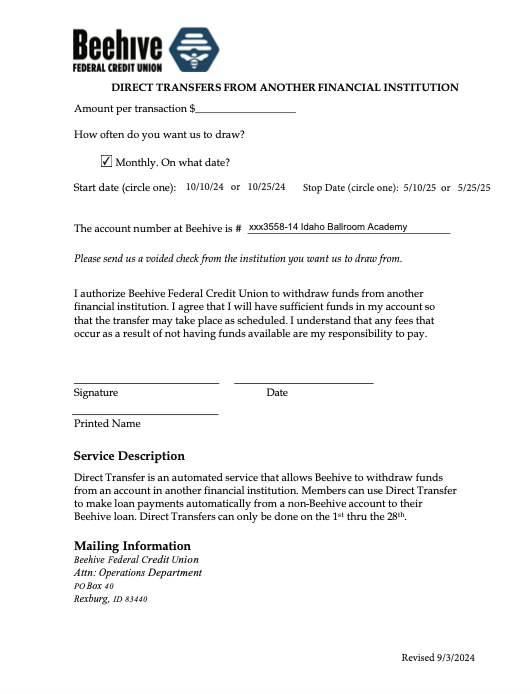 Beehive
FEDERAL CREDIT UNION
DIRECT TRANSFERS FROM ANOTHER FINANCIAL INSTITUTION
Amount per transaction $
How often do you want us to draw?
✓ Monthly. On what date?
Start date (circle one): 10/10/24 or 10/25/24 Stop Date (circle one): 5/10/25 or 5/25/25
The account number at Beehive is # xxx3558-14 Idaho Ballroom Academy
Please send us a voided check from the institution you want us to draw from.
I authorize Beehive Federal Credit Union to withdraw funds from another
financial institution. I agree that I will have sufficient funds in my account so
that the transfer may take place as scheduled. I understand that any fees that
occur as a result of not having funds available are my responsibility to pay.
Signature Date
Printed Name
Service Description
Direct Transfer is an automated service that allows Beehive to withdraw funds
from an account in another financial institution. Members can use Direct Transfer
to make loan payments automatically from a non-Beehive account to their
Beehive loan. Direct Transfers can only be done on the 1st thru the 28th.
Mailing Information
Beehive Federal Credit Union
Attn: Operations Department
PO Box 40
Rexburg, ID 83440
Revised 9/3/2024